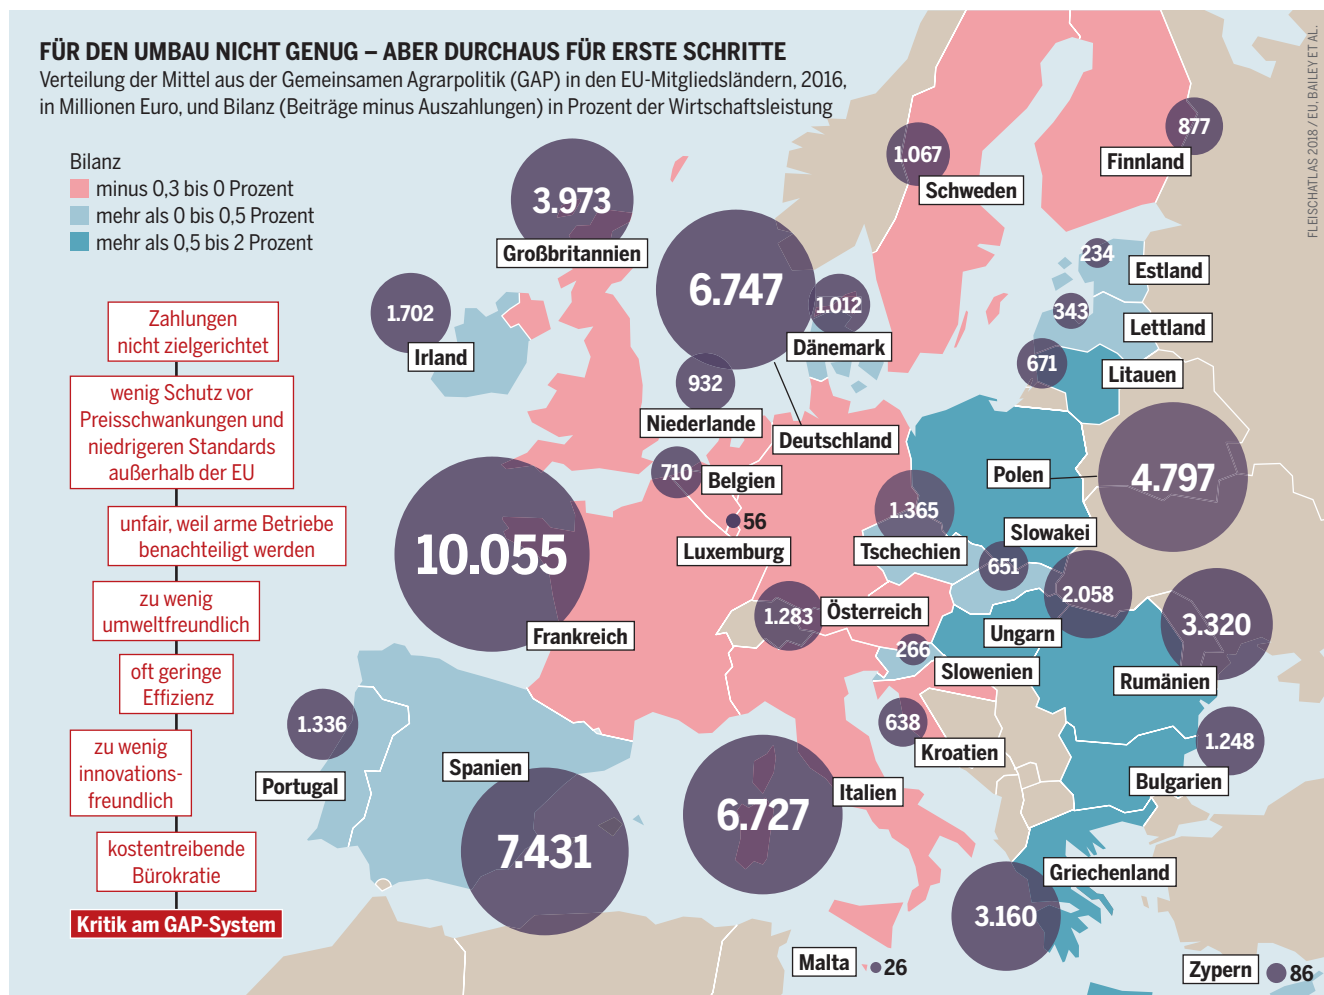 FÜR DEN UMBAU NICHT GENUG – ABER DURCHAUS FÜR ERSTE SCHRITTE
Verteilung der Mittel aus der Gemeinsamen Agrarpolitik (GAP) in den EU-Mitgliedsländern, 2016,
in Millionen Euro, und Bilanz (Beiträge minus Auszahlungen) in Prozent der Wirtschaftsleistung
Bilanz
minus 0,3 bis 0 Prozent
mehr als 0 bis 0,5 Prozent
mehr als 0,5 bis 2 Prozent
Zahlungen
nicht zielgerichtet
wenig Schutz vor
Preisschwankungen und
niedrigeren Standards
außerhalb der EU
unfair, weil arme Betriebe
benachteiligt werden
zu wenig
umweltfreundlich
oft geringe
Effizienz
zu wenig
innovations-
freundlich
kostentreibende
Bürokratie
Kritik am GAP-System
877
Finnland
1.067
Schweden
3.973
Großbritannien
6.747
Deutschland
1.012
Dänemark
234
Estland
343
Lettland
671
Litauen
1.702
Irland
932
Niederlande
710
Belgien
56
Luxemburg
Polen
4.797
1.365
Tschechien
Slowakei
651
2.058
Ungarn
10.055
Frankreich
1.283
Österreich
266
Slowenien
3.320
Rumänien
638
Kroatien
1.248
Bulgarien
1.336
Portugal
Spanien
7.431
6.727
Italien
Griechenland
3.160
Malta
26
Zypern
86
FLEISCHATLAS 2018 / EU, BAILEY ET AL.